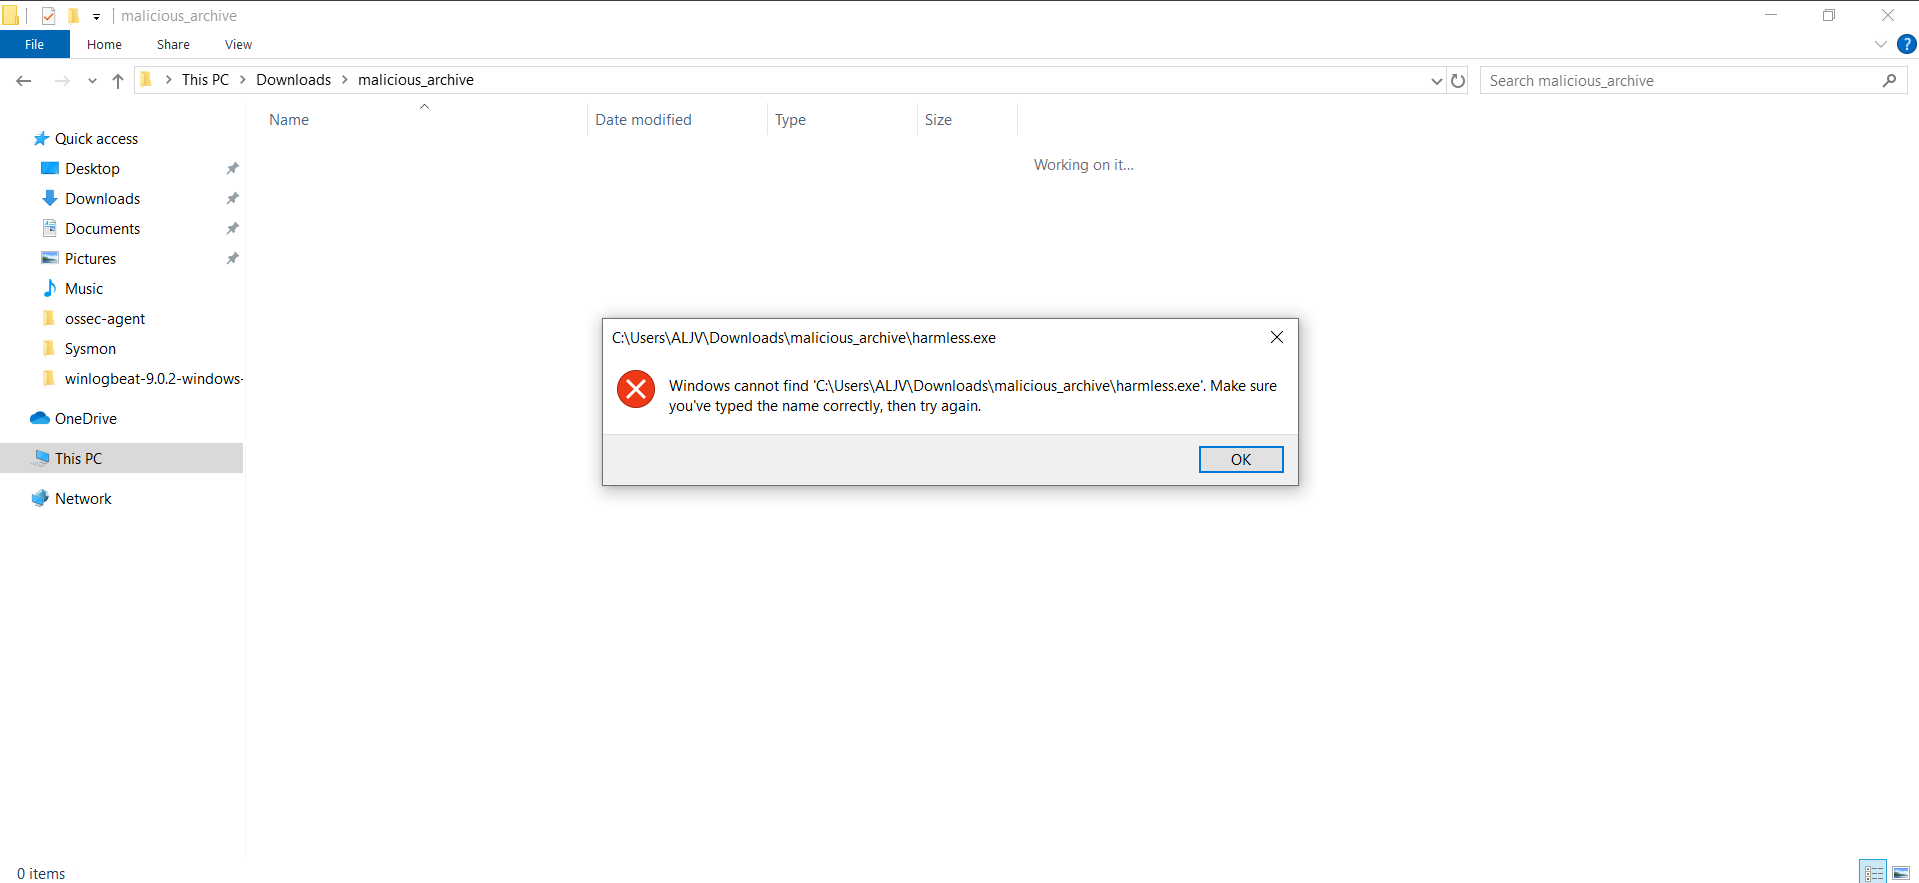 malicious_archive
File Home Share View
This PC Downloads malicious_archive
Search malicious_archive
Name Date modified Type Size
Working on it...
Quick access
Desktop
Downloads
Documents
Pictures
Music
ossec-agent
Sysmon
winlogbeat-9.0.2-windows-
OneDrive
This PC
Network
C:\Users\ALJV\Downloads\malicious_archive\harmless.exe
Windows cannot find 'C:\Users\ALJV\Downloads\malicious_archive\harmless.exe'. Make sure
you've typed the name correctly, then try again.
OK
0 items